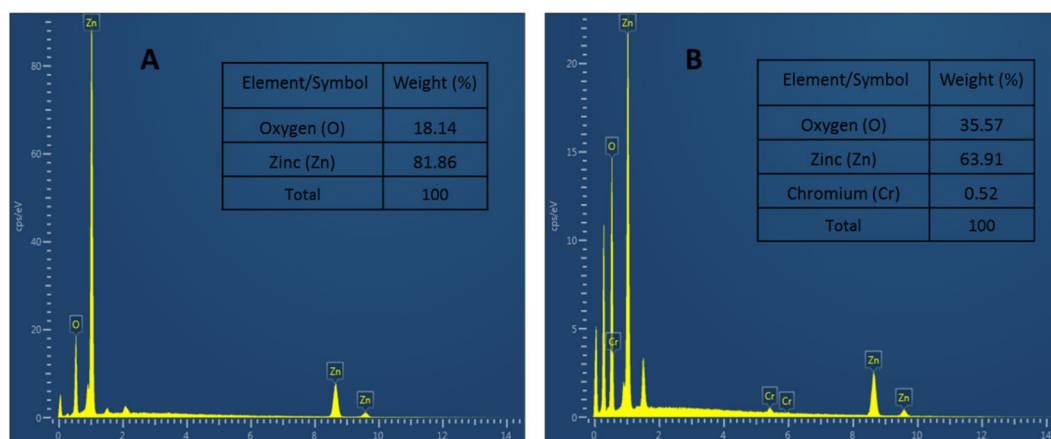 A
Zn
Element/Symbol Weight (%)
Oxygen (O) 18.14
Zinc (Zn) 81.86
Total 100
80
60
cps/eV
40
20
O
Zn
Zn
0
0 2 4 6 8 10 12 14
B
Zn
Element/Symbol Weight (%)
Oxygen (O) 35.57
Zinc (Zn) 63.91
Chromium (Cr) 0.52
Total 100
20
15
O
cps/eV
10
5
Cr
Zn
Cr
Cr
Zn
0
0 2 4 6 8 10 12 14